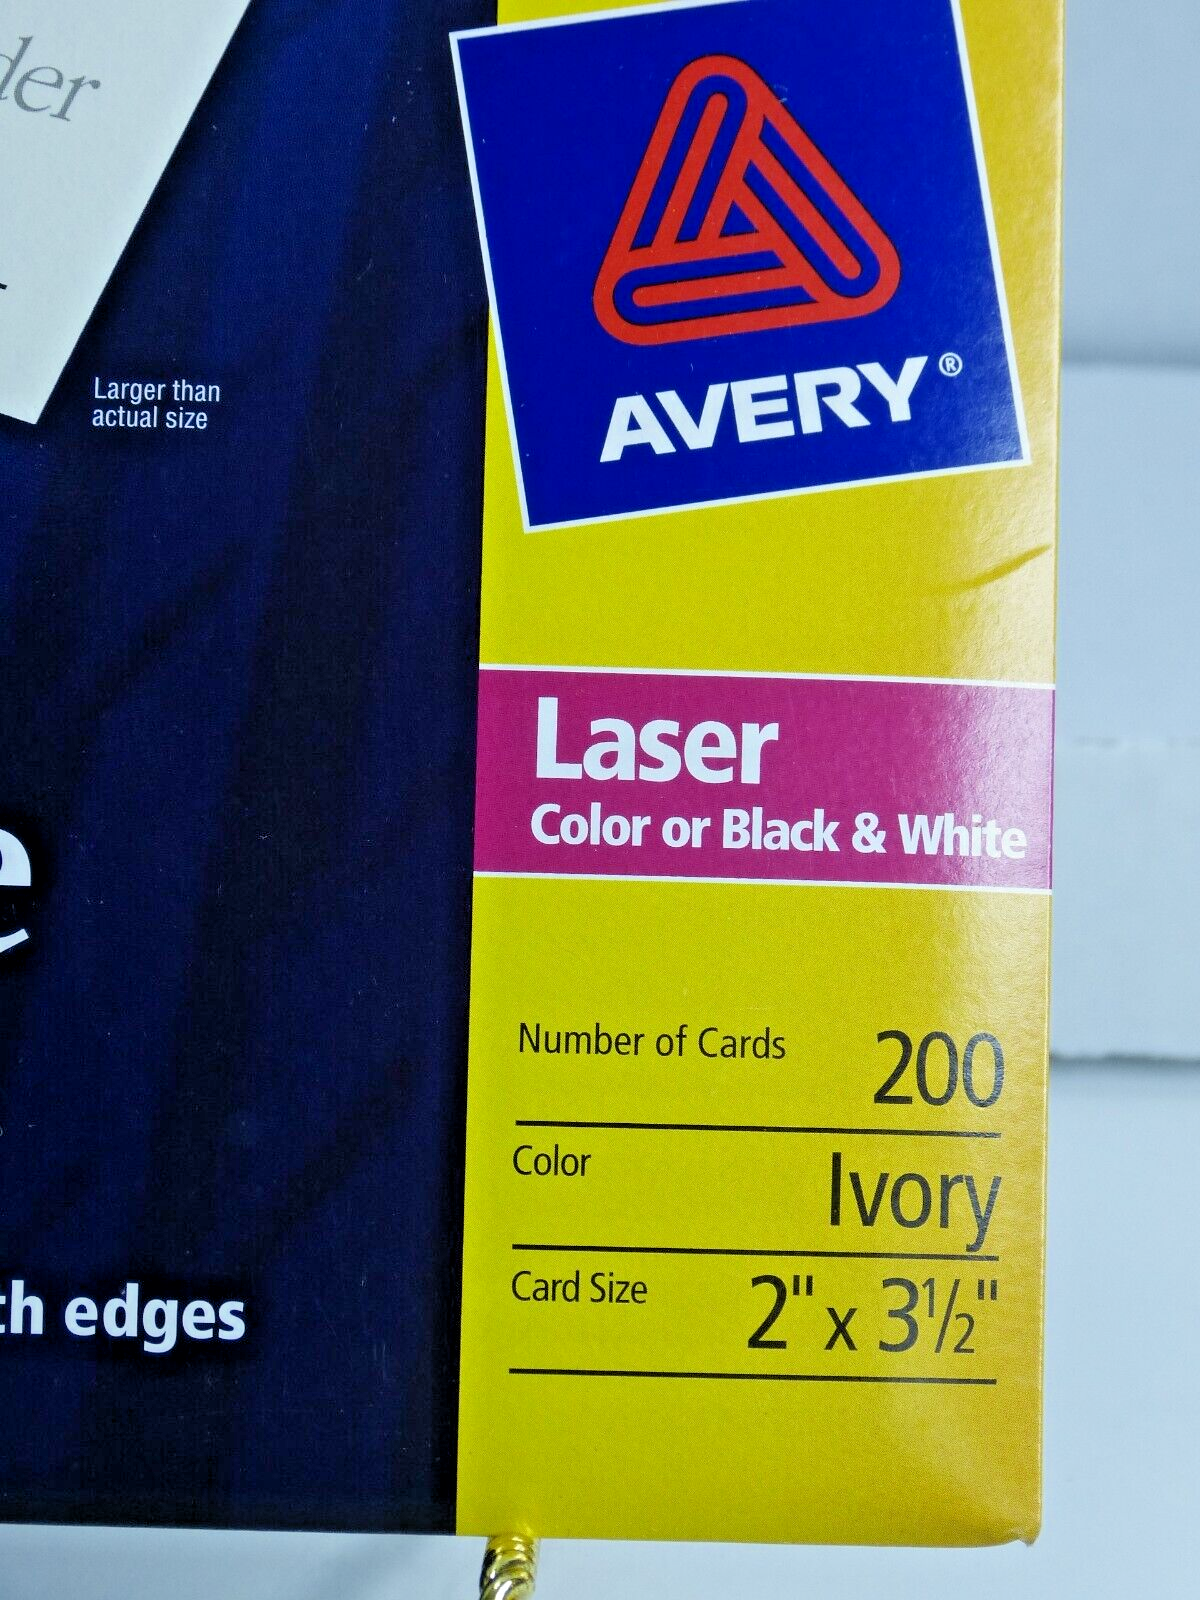 der
Larger than
actual size
AVERY®
Laser
Color or Black & White
Number of Cards 200
Color Ivory
Card Size 2" x 3½"
th edges